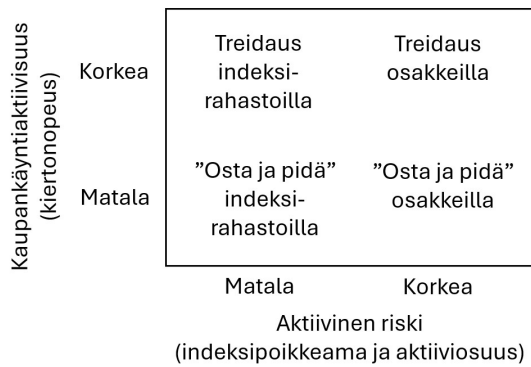 Kaupankäyntiaktiivisuus
(kiertonopeus)
Korkea
Matala
Treidaus
indeksi-
rahastoilla
Treidaus
osakkeilla
”Osta ja pidä”
indeksi-
rahastoilla
”Osta ja pidä”
osakkeilla
Matala
Korkea
Aktiivinen riski
(indeksipoikkeama ja aktiiviosuus)